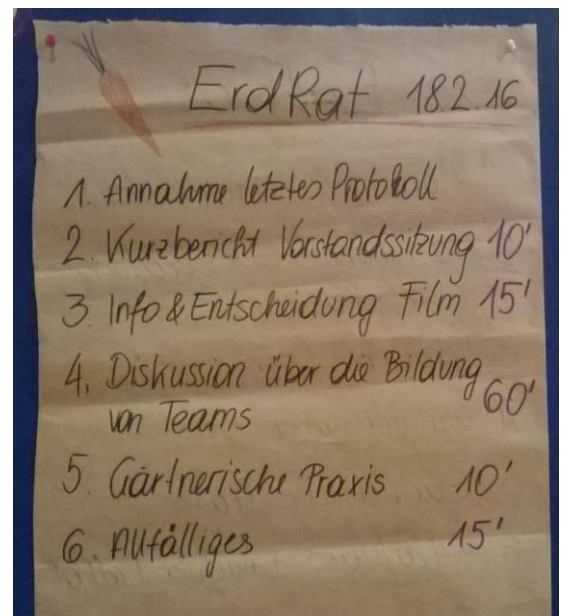 ErdRat 18.2.16
1. Annahme letztes Protokoll
2. Kurzbericht Vorstandssitzung 10'
3. Info & Entscheidung Film 15'
4. Diskussion über die Bildung
von Teams 60'
5. Gärtnerische Praxis 10'
6. Allfälliges 15'